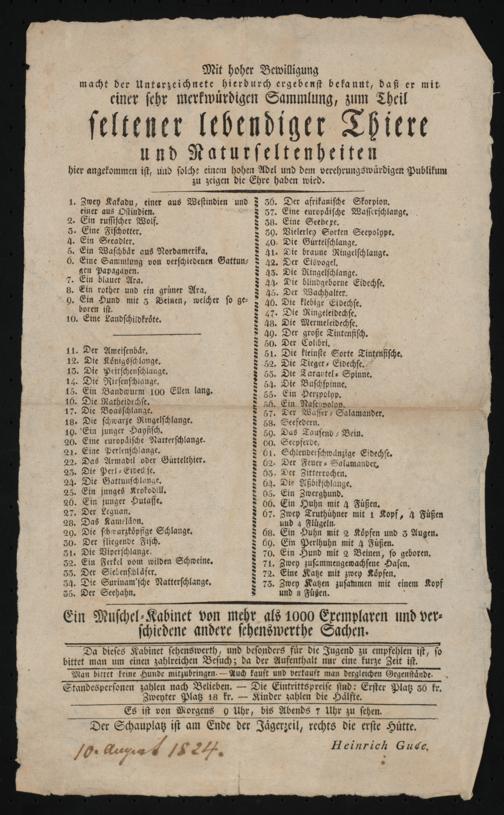 Mit hoher Bewilligung
macht der Unterzeichnete hierdurch ergebenst bekannt, daß er mit
einer sehr merkwürdigen Sammlung, zum Theil
seltener lebendiger Thiere
und Naturseltenheiten
hier angekommen ist, und solche einem hohen Adel und dem verehrungswürdigen Publikum
zu zeigen die Ehre haben wird.
1. Zwey Kakadu, einer aus Westindien und
einer aus Ostindien.
2. Ein russischer Wolf.
3. Eine Fischotter.
4. Ein Seeadler.
5. Ein Waschbär aus Nordamerika.
6. Eine Sammlung von verschiedenen Gattun-
gen Papagayen.
7. Ein blauer Ara.
8. Ein rother und ein grüner Ara.
9. Ein Hund mit 3 Beinen, welcher so ge-
boren ist.
10. Eine Landschildkröte.
11. Der Ameisenbär.
12. Die Königschlange.
13. Die Peitschenschlange.
14. Die Riesenschlange.
15. Ein Bandwurm 100 Ellen lang.
16. Die Natheidechse.
17. Die Boaschlange.
18. Die schwarze Ringelschlange.
19. Ein junger Hayfisch.
20. Eine europäische Natterschlange.
21. Eine Perlenschlange.
22. Das Armadil oder Gürtelthier.
23. Die Perl-Eidechse.
24. Die Gattunschlange.
25. Ein junges Krokodill.
26. Ein junger
27. Der Leguan.
28. Das Kamelaon.
29. Die schwarzköpfige Schlange.
30. Der fliegende Fisch.
31. Die Viperschlange.
32. Ein Ferkel vom wilden Schweine.
33. Der Siebenschläfer.
34. Die Surinam'sche Natterschlange.
35. Der Seehahn.
36. Der afrikanische Skorpion.
37. Eine europäische Wasserschlange.
38. Eine Seehexe.
39. Vielerley Sorten Seepolype.
40. Die Gürtelschlange.
41. Die braune Ringelschlange.
42. Der Eisvogel.
43. Die Ringelschlange.
44. Die blindgeborne Eidechse.
45. Der Wachhalter.
46. Die klebige Eidechse.
47. Die Ringeleidechse.
48. Die Mermeleidechse.
49. Der große Tintenfisch.
50. Der Colibri.
51. Die kleinste Sorte Tintenfische.
52. Die Tieger-Eidechse.
53. Die Tarantel-Spinne.
54. Die Buschspinne.
55. Ein Herzpolyp.
56. Ein Nasepolyp.
57. Der Wasser-Salamander.
58. Seefedern.
59. Das Tausend-Bein.
60. Seepferde.
61. Schleuderschwanzige Eidechse.
62. Der Feuer-Salamander.
63. Der Zitterrochen.
64. Die Aßbikschlange.
65. Ein Zwerghund.
66. Ein Huhn mit 4 Füßen.
67. Zwey Truthühner mit 1 Kopf, 4 Füßen
und 4 Flügeln.
68. Ein Huhn mit 2 Köpfen und 3 Augen.
69. Ein Perlhuhn mit 4 Füßen.
70. Ein Hund mit 2 Beinen, so geboren.
71. Zwey zusammengewachsene Hasen.
72. Eine Katze mit zwey Köpfen.
73. Zwey Katzen zusammen mit einem Kopf
und 8 Füßen.
Ein Muschel-Kabinet von mehr als 1000 Exemplaren und ver-
schiedene andere sehenswerthe Sachen.
Da dieses Kabinet sehenswerth, und besonders für die Jugend zu empfehlen ist, so
bittet man um einen zahlreichen Besuch; da der Aufenthalt nur eine kurze Zeit ist.
Man bittet keine Hunde mitzubringen. — Auch kauft und verkauft man dergleichen Gegenstände.
Standespersonen zahlen nach Belieben. — Die Eintrittspreise sind: Erster Platz 36 kr.
Zweyter Platz 18 kr. — Kinder zahlen die Hälfte.
Es ist von Morgens 9 Uhr, bis Abends 7 Uhr zu sehen.
Der Schauplatz ist am Ende der Jägerzeil, rechts die erste Hütte.
10. August 1824.
Heinrich Gude.